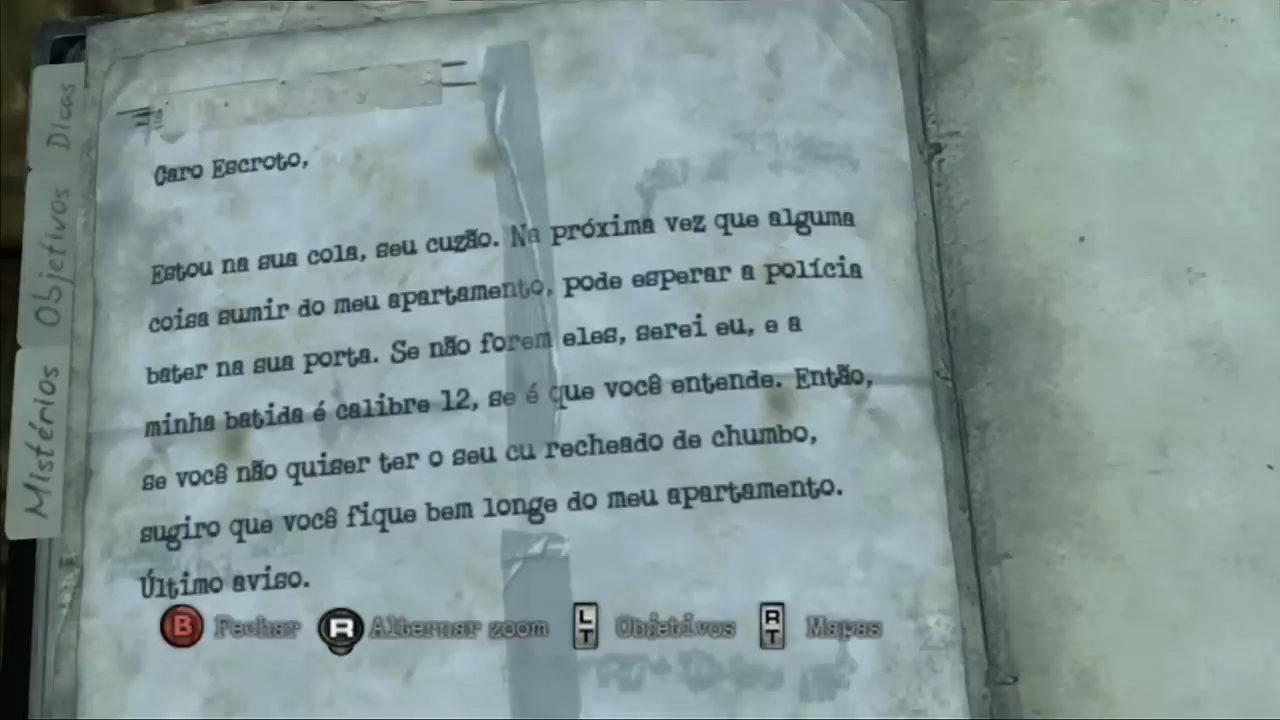 Dicas
Objetivos
Mistérios
Caro Escroto,
Estou na sua cola, seu cuzão. Na próxima vez que alguma
coisa sumir do meu apartamento, pode esperar a polícia
bater na sua porta. Se não forem eles, serei eu, e a
minha batida é calibre 12, se é que você entende. Então,
se você não quiser ter o seu cu recheado de chumbo,
sugiro que você fique bem longe do meu apartamento.
Último aviso.
B Fechar R Alternar zoom LT Objetivos RT Mapas